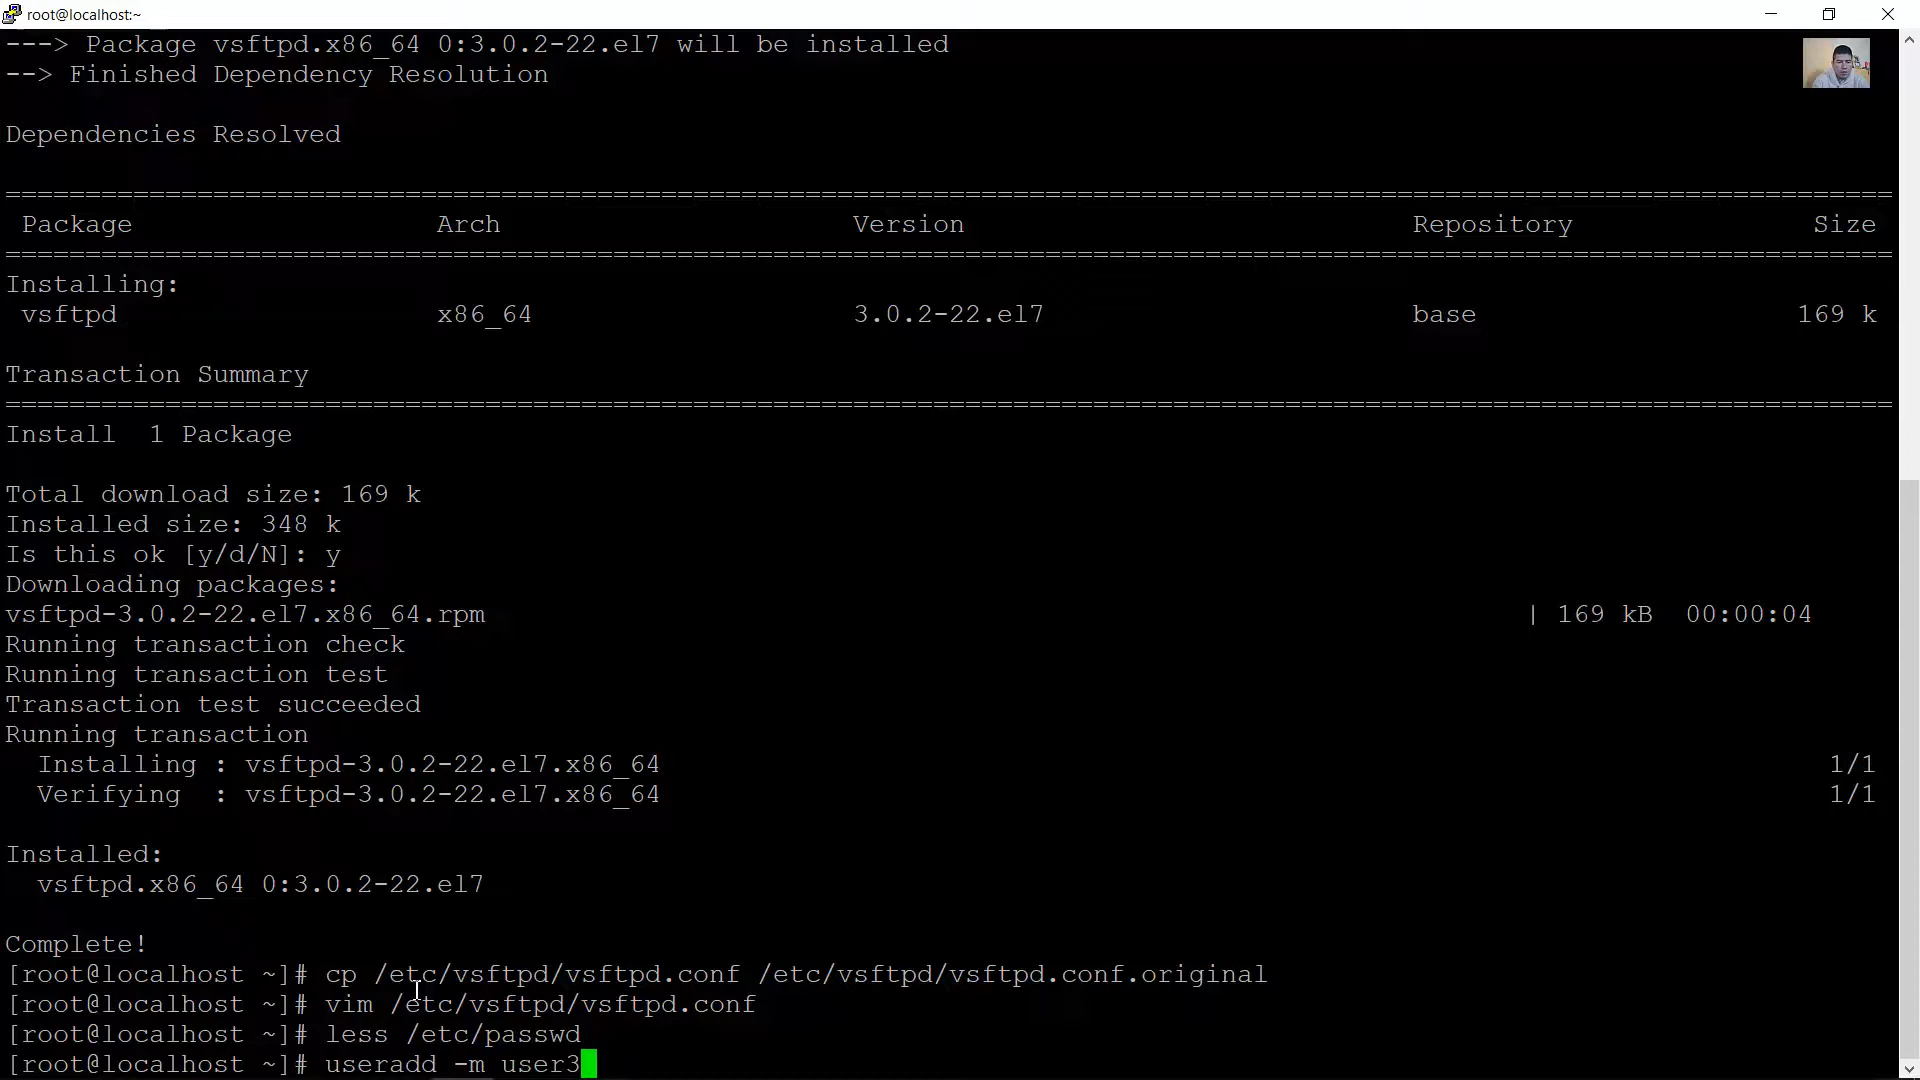 root@localhost:~
---> Package vsftpd.x86_64 0:3.0.2-22.el7 will be installed
--> Finished Dependency Resolution
Dependencies Resolved
================================================================================
Package Arch Version Repository Size
================================================================================
Installing:
vsftpd x86_64 3.0.2-22.el7 base 169 k
Transaction Summary
================================================================================
Install 1 Package
Total download size: 169 k
Installed size: 348 k
Is this ok [y/d/N]: y
Downloading packages:
vsftpd-3.0.2-22.el7.x86_64.rpm | 169 kB 00:00:04
Running transaction check
Running transaction test
Transaction test succeeded
Running transaction
Installing : vsftpd-3.0.2-22.el7.x86_64 1/1
Verifying : vsftpd-3.0.2-22.el7.x86_64 1/1
Installed:
vsftpd.x86_64 0:3.0.2-22.el7
Complete!
[root@localhost ~]# cp /etc/vsftpd/vsftpd.conf /etc/vsftpd/vsftpd.conf.original
[root@localhost ~]# vim /etc/vsftpd/vsftpd.conf
[root@localhost ~]# less /etc/passwd
[root@localhost ~]# useradd -m user3